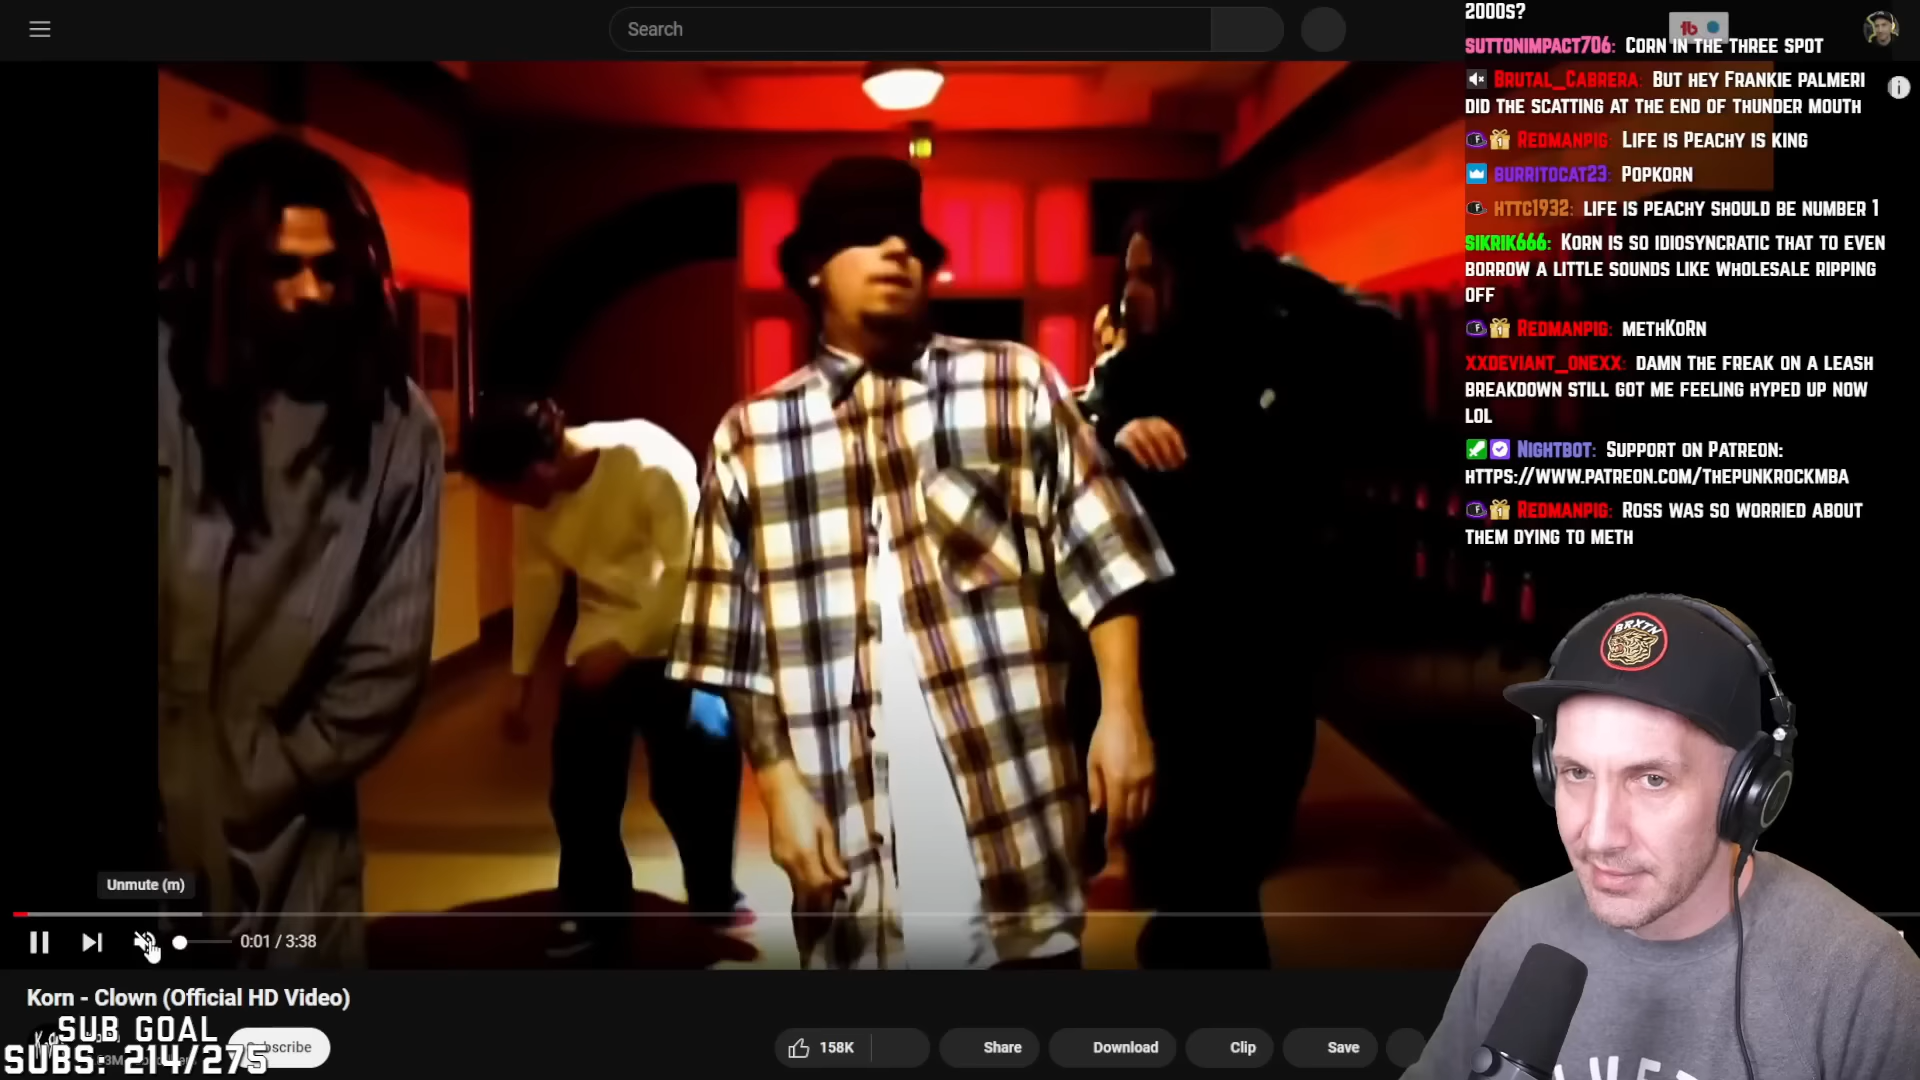 Search
2000s?
suttonimpact706: Corn in the three spot
Brutal_Cabrera: But hey Frankie Palmeri
did the scatting at the end of thunder mouth
Redmanpig: Life is Peachy is king
burritocat23: Popkorn
httc1932: life is peachy should be number 1
sikrik666: Korn is so idiosyncratic that to even
borrow a little sounds like wholesale ripping
off
Redmanpig: methKoRn
xxdeviant_onexx: damn the freak on a leash
breakdown still got me feeling hyped up now
lol
Nightbot: Support on Patreon:
https://www.patreon.com/thepunkrockmba
Redmanpig: Ross was so worried about
them dying to meth
BRXTN
Unmute (m)
0:01 / 3:38
Korn - Clown (Official HD Video)
SUB GOAL
SUBS: 214/275
158K
Share
Download
Clip
Save